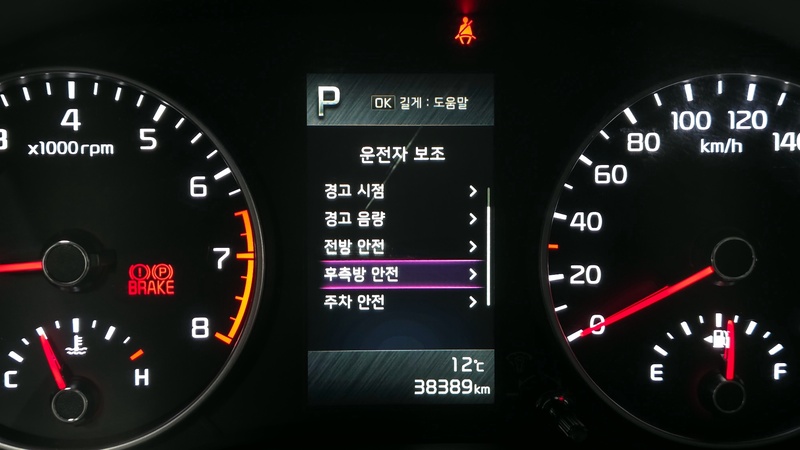 P
OK 길게 : 도움말
운전자 보조
경고 시점
경고 음량
전방 안전
후측방 안전
주차 안전
12℃
38389km
3 4 5 6 7 8
x1000rpm
(P)
BRAKE
C H
0 20 40 60 80 100 120 140
km/h
E F